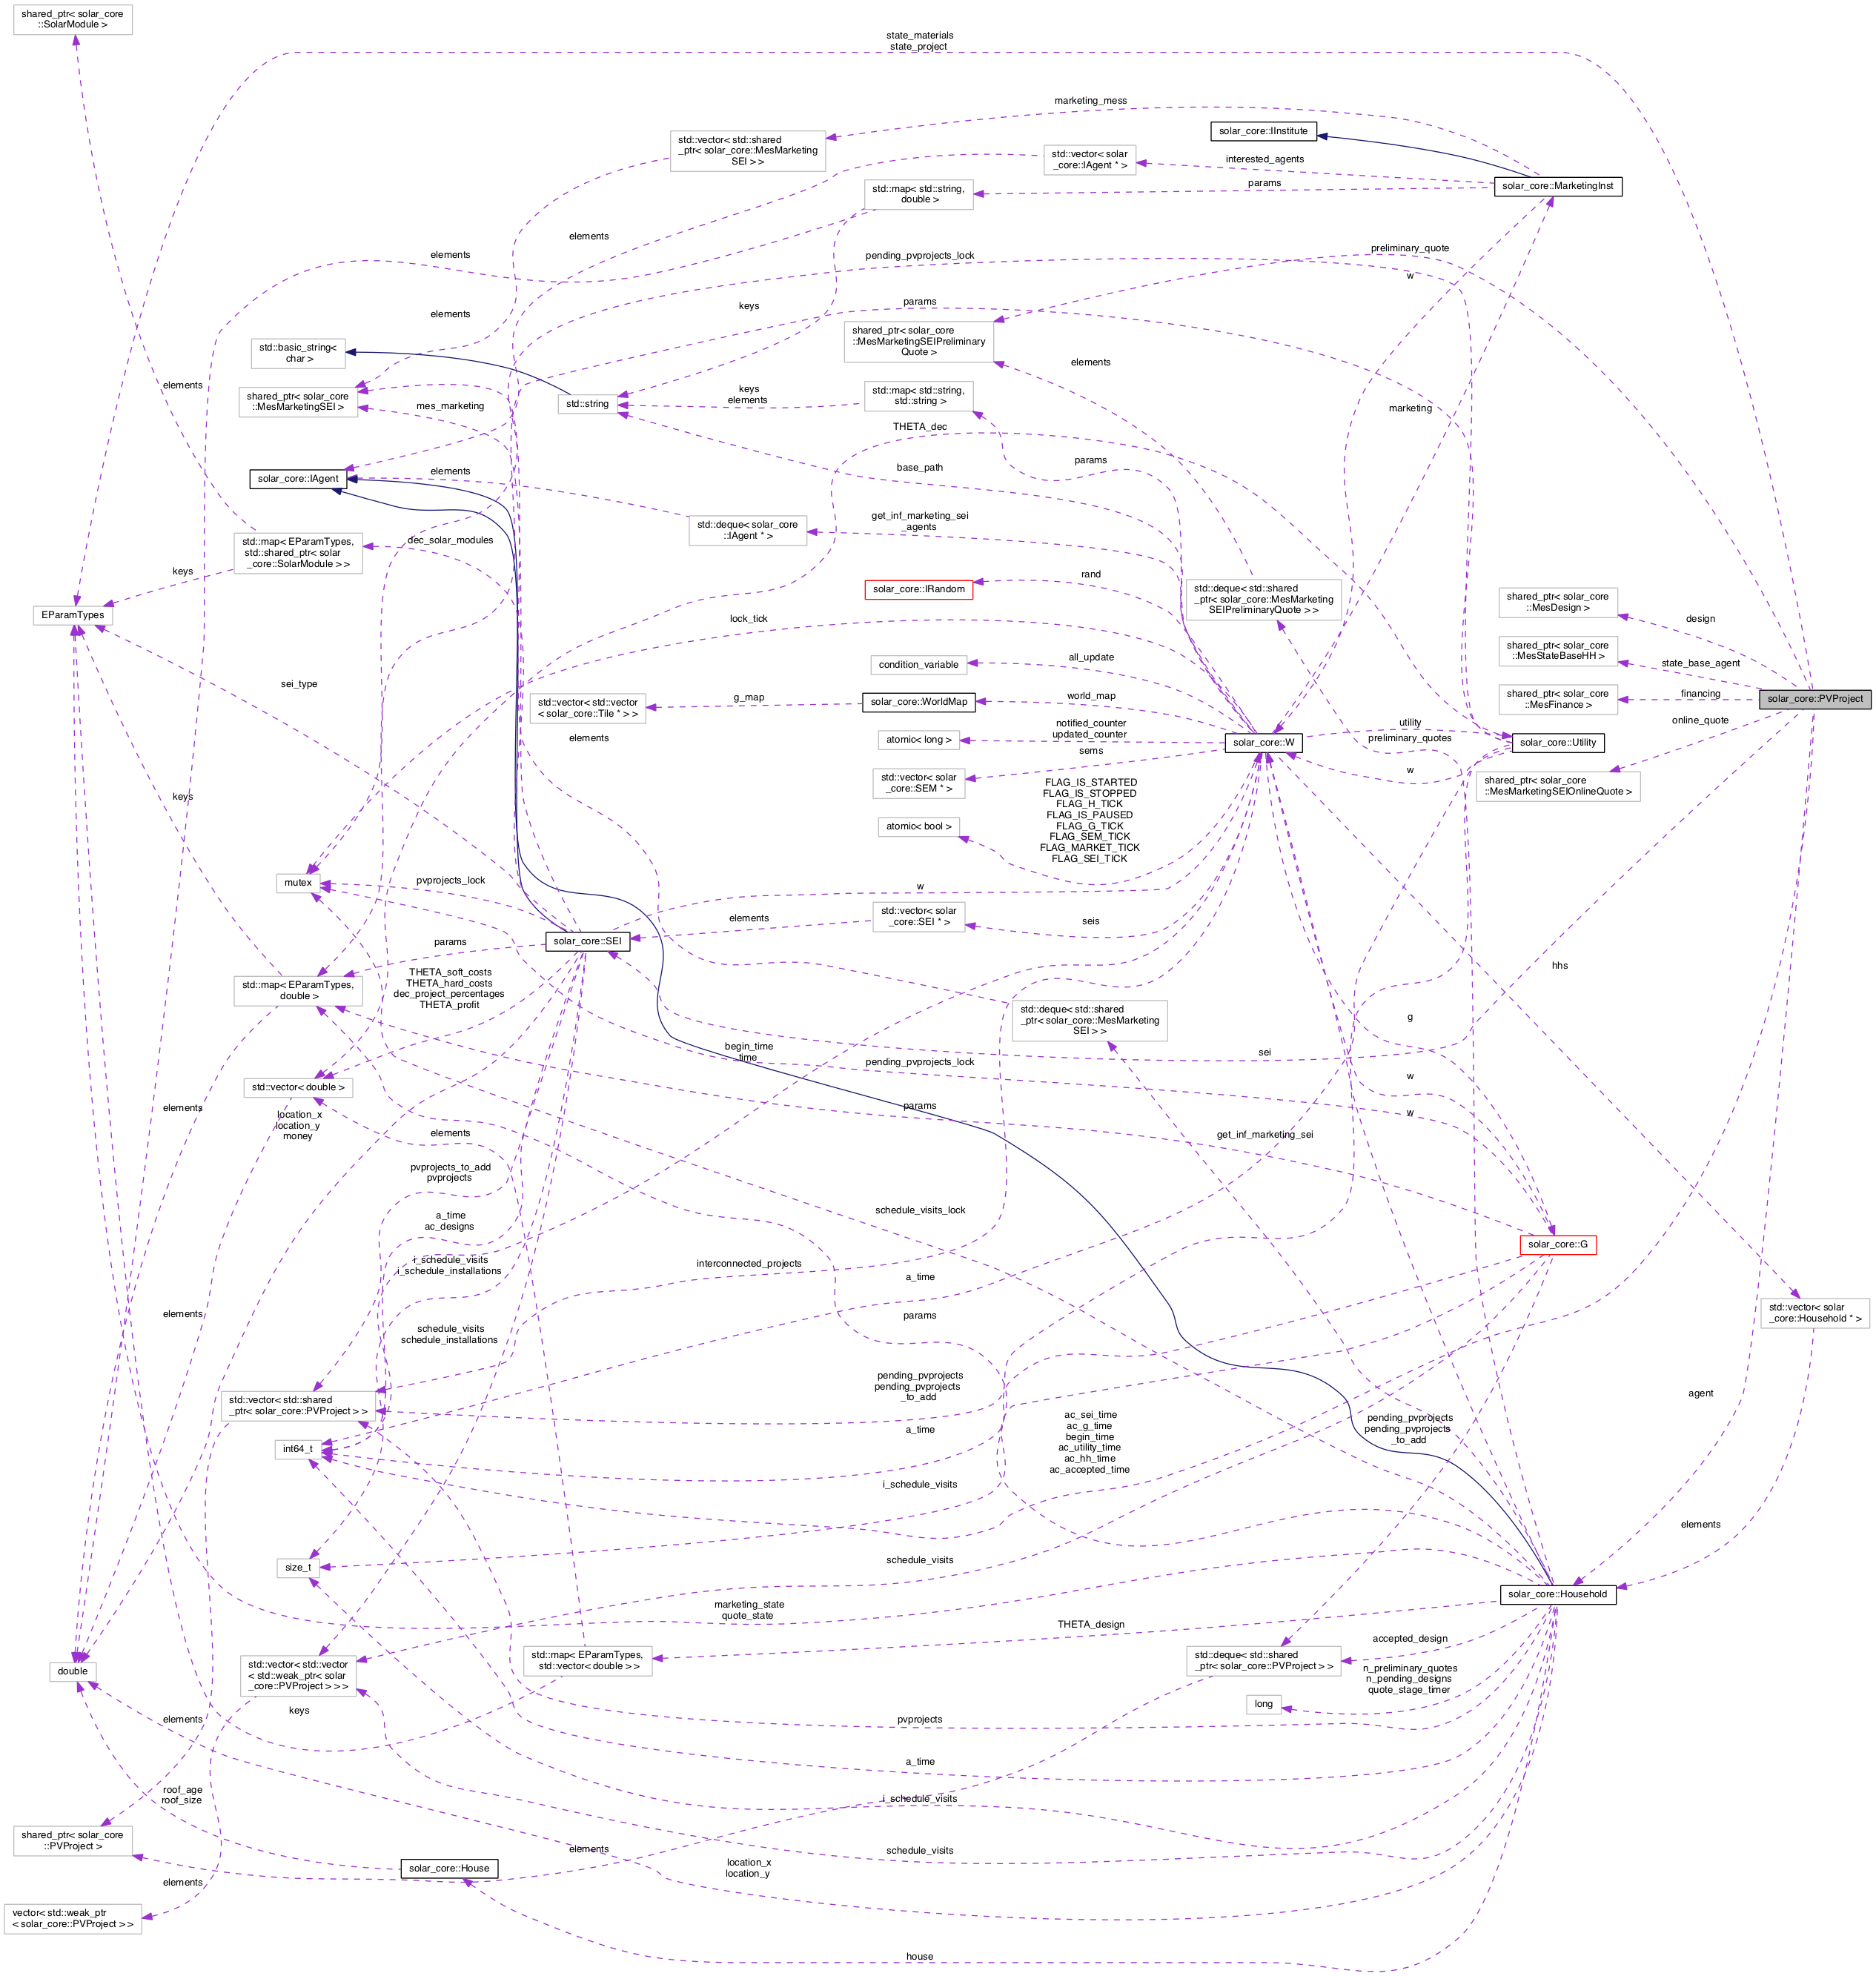 shared_ptr< solar_core
::SolarModule >
state_materials
state_project
marketing_mess
solar_core::IInstitute
std::vector< std::shared
_ptr< solar_core::MesMarketing
SEI > >
std::vector< solar
_core::IAgent * >
interested_agents
solar_core::MarketingInst
params
std::map< std::string,
double >
elements
elements
pending_pvprojects_lock
preliminary_quote
w
params
keys
elements
shared_ptr< solar_core
::MesMarketingSEIPreliminary
Quote >
std::basic_string<
char >
elements
elements
shared_ptr< solar_core
::MesMarketingSEI >
mes_marketing
std::string
keys
elements
std::map< std::string,
std::string >
marketing
THETA_dec
params
base_path
solar_core::IAgent
elements
std::deque< solar_core
::IAgent * >
get_inf_marketing_sei
_agents
std::map< EParamTypes,
std::shared_ptr< solar
_core::SolarModule > >
dec_solar_modules
keys
solar_core::IRandom
rand
std::deque< std::shared
_ptr< solar_core::MesMarketing
SEIPreliminaryQuote > >
shared_ptr< solar_core
::MesDesign >
design
EParamTypes
lock_tick
condition_variable
all_update
shared_ptr< solar_core
::MesStateBaseHH >
state_base_agent
sei_type
std::vector< std::vector
< solar_core::Tile * > >
g_map
solar_core::WorldMap
world_map
shared_ptr< solar_core
::MesFinance >
financing
solar_core::PVProject
online_quote
elements
atomic< long >
notified_counter
updated_counter
solar_core::W
utility
preliminary_quotes
solar_core::Utility
sems
w
std::vector< solar
_core::SEM * >
shared_ptr< solar_core
::MesMarketingSEIOnlineQuote >
keys
atomic< bool >
FLAG_IS_STARTED
FLAG_IS_STOPPED
FLAG_H_TICK
FLAG_IS_PAUSED
FLAG_G_TICK
FLAG_SEM_TICK
FLAG_MARKET_TICK
FLAG_SEI_TICK
mutex
pvprojects_lock
w
elements
std::vector< solar
_core::SEI * >
seis
solar_core::SEI
params
hhs
std::map< EParamTypes,
double >
THETA_soft_costs
THETA_hard_costs
dec_project_percentages
THETA_profit
std::deque< std::shared
_ptr< solar_core::MesMarketing
SEI > >
g
begin_time
time
pending_pvprojects_lock
sei
w
std::vector< double >
elements
location_x
location_y
money
params
w
elements
get_inf_marketing_sei
pvprojects_to_add
pvprojects
schedule_visits_lock
a_time
ac_designs
solar_core::G
i_schedule_visits
i_schedule_installations
interconnected_projects
a_time
elements
params
std::vector< solar
_core::Household * >
schedule_visits
schedule_installations
std::vector< std::shared
_ptr< solar_core::PVProject > >
pending_pvprojects
pending_pvprojects
_to_add
agent
int64_t
a_time
ac_sei_time
ac_g_time
begin_time
ac_utility_time
ac_hh_time
ac_accepted_time
pending_pvprojects
pending_pvprojects
_to_add
i_schedule_visits
elements
size_t
schedule_visits
solar_core::Household
marketing_state
quote_state
THETA_design
accepted_design
double
std::vector< std::vector
< std::weak_ptr< solar
_core::PVProject > > >
std::map< EParamTypes,
std::vector< double > >
std::deque< std::shared
_ptr< solar_core::PVProject > >
n_preliminary_quotes
n_pending_designs
quote_stage_timer
long
keys
elements
pvprojects
a_time
roof_age
roof_size
i_schedule_visits
shared_ptr< solar_core
::PVProject >
elements
schedule_visits
solar_core::House
location_x
location_y
elements
vector< std::weak_ptr
< solar_core::PVProject > >
house